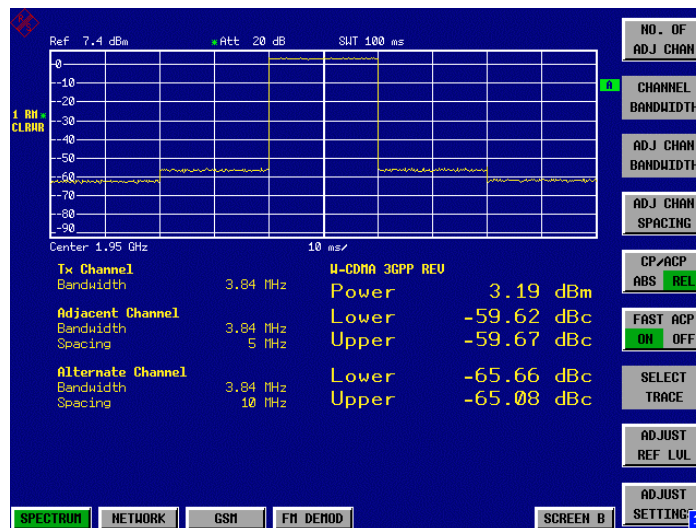 Ref 7.4 dBm *Att 20 dB SWT 100 ms
0
-10
-20
-30
-40
-50
-60
-70
-80
-90
1 RM *
CLRWR
A
Center 1.95 GHz 10 ms/
Tx Channel
Bandwidth 3.84 MHz
Adjacent Channel
Bandwidth 3.84 MHz
Spacing 5 MHz
Alternate Channel
Bandwidth 3.84 MHz
Spacing 10 MHz
W-CDMA 3GPP REV
Power 3.19 dBm
Lower -59.62 dBc
Upper -59.67 dBc
Lower -65.66 dBc
Upper -65.08 dBc
NO. OF
ADJ CHAN
CHANNEL
BANDWIDTH
ADJ CHAN
BANDWIDTH
ADJ CHAN
SPACING
CP/ACP
ABS REL
FAST ACP
ON OFF
SELECT
TRACE
ADJUST
REF LVL
ADJUST
SETTING
SPECTRUM NETWORK GSM FM DEMOD SCREEN B